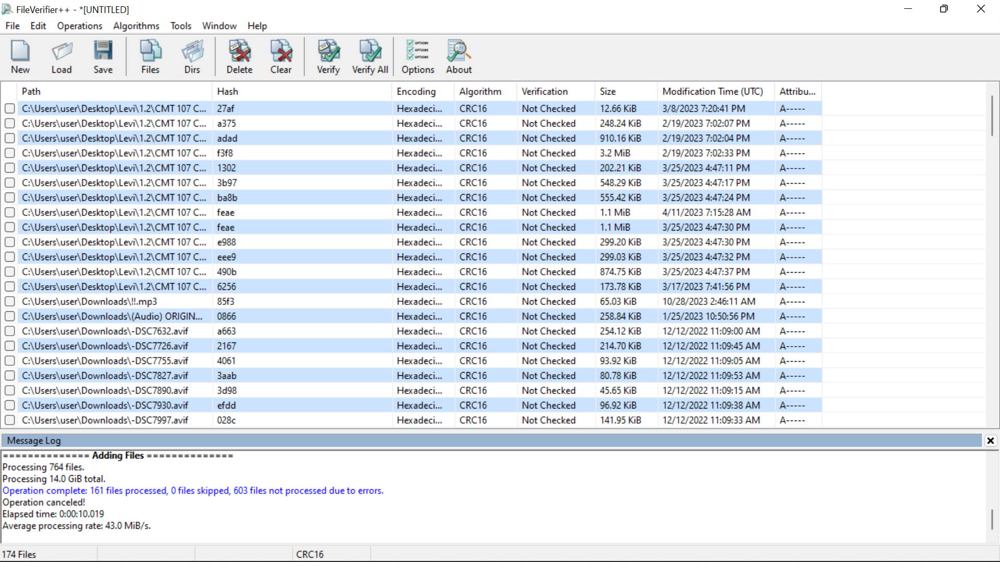 FileVerifier++ - *[UNTITLED]
File Edit Operations Algorithms Tools Window Help
New Load Save Files Dirs Delete Clear Verify Verify All Options About
Path Hash Encoding Algorithm Verification Size Modification Time (UTC) Attribu...
C:\Users\user\Desktop\Levi\1.2\CMT 107 C... 27af Hexadeci... CRC16 Not Checked 12.66 KiB 3/8/2023 7:20:41 PM A-----
C:\Users\user\Desktop\Levi\1.2\CMT 107 C... a375 Hexadeci... CRC16 Not Checked 248.24 KiB 2/19/2023 7:02:07 PM A-----
C:\Users\user\Desktop\Levi\1.2\CMT 107 C... adad Hexadeci... CRC16 Not Checked 910.16 KiB 2/19/2023 7:02:04 PM A-----
C:\Users\user\Desktop\Levi\1.2\CMT 107 C... f3f8 Hexadeci... CRC16 Not Checked 3.2 MiB 2/19/2023 7:02:33 PM A-----
C:\Users\user\Desktop\Levi\1.2\CMT 107 C... 1302 Hexadeci... CRC16 Not Checked 202.21 KiB 3/25/2023 4:47:11 PM A-----
C:\Users\user\Desktop\Levi\1.2\CMT 107 C... 3b97 Hexadeci... CRC16 Not Checked 548.29 KiB 3/25/2023 4:47:17 PM A-----
C:\Users\user\Desktop\Levi\1.2\CMT 107 C... ba8b Hexadeci... CRC16 Not Checked 555.42 KiB 3/25/2023 4:47:24 PM A-----
C:\Users\user\Desktop\Levi\1.2\CMT 107 C... feae Hexadeci... CRC16 Not Checked 1.1 MiB 4/11/2023 7:15:28 AM A-----
C:\Users\user\Desktop\Levi\1.2\CMT 107 C... feae Hexadeci... CRC16 Not Checked 1.1 MiB 3/25/2023 4:47:30 PM A-----
C:\Users\user\Desktop\Levi\1.2\CMT 107 C... e988 Hexadeci... CRC16 Not Checked 299.20 KiB 3/25/2023 4:47:30 PM A-----
C:\Users\user\Desktop\Levi\1.2\CMT 107 C... eee9 Hexadeci... CRC16 Not Checked 299.03 KiB 3/25/2023 4:47:32 PM A-----
C:\Users\user\Desktop\Levi\1.2\CMT 107 C... 490b Hexadeci... CRC16 Not Checked 874.75 KiB 3/25/2023 4:47:37 PM A-----
C:\Users\user\Desktop\Levi\1.2\CMT 107 C... 6256 Hexadeci... CRC16 Not Checked 173.78 KiB 3/17/2023 7:41:56 PM A-----
C:\Users\user\Downloads\!!.mp3 85f3 Hexadeci... CRC16 Not Checked 65.03 KiB 10/28/2023 2:46:11 AM A-----
C:\Users\user\Downloads\(Audio) ORIGIN... 0866 Hexadeci... CRC16 Not Checked 258.84 KiB 1/25/2023 10:50:56 PM A-----
C:\Users\user\Downloads\-DSC7632.avif a663 Hexadeci... CRC16 Not Checked 254.12 KiB 12/12/2022 11:09:00 AM A-----
C:\Users\user\Downloads\-DSC7726.avif 2167 Hexadeci... CRC16 Not Checked 214.70 KiB 12/12/2022 11:09:45 AM A-----
C:\Users\user\Downloads\-DSC7755.avif 4061 Hexadeci... CRC16 Not Checked 93.92 KiB 12/12/2022 11:09:05 AM A-----
C:\Users\user\Downloads\-DSC7827.avif 3aab Hexadeci... CRC16 Not Checked 80.78 KiB 12/12/2022 11:09:53 AM A-----
C:\Users\user\Downloads\-DSC7890.avif 3d98 Hexadeci... CRC16 Not Checked 45.65 KiB 12/12/2022 11:09:15 AM A-----
C:\Users\user\Downloads\-DSC7930.avif efdd Hexadeci... CRC16 Not Checked 96.92 KiB 12/12/2022 11:09:38 AM A-----
C:\Users\user\Downloads\-DSC7997.avif 028c Hexadeci... CRC16 Not Checked 141.95 KiB 12/12/2022 11:09:33 AM A-----
Message Log
============== Adding Files ==============
Processing 764 files.
Processing 14.0 GiB total.
Operation complete: 161 files processed, 0 files skipped, 603 files not processed due to errors.
Operation canceled!
Elapsed time: 0:00:10.019
Average processing rate: 43.0 MiB/s.
174 Files CRC16